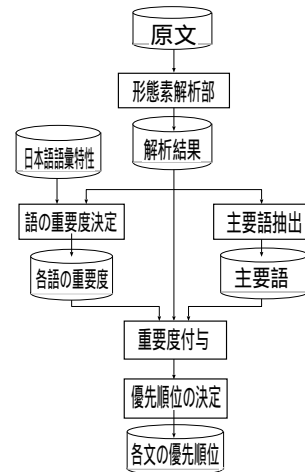 原文
形態素解析部
日本語語彙特性
解析結果
語の重要度決定
主要語抽出
各語の重要度
主要語
重要度付与
優先順位の決定
各文の優先順位